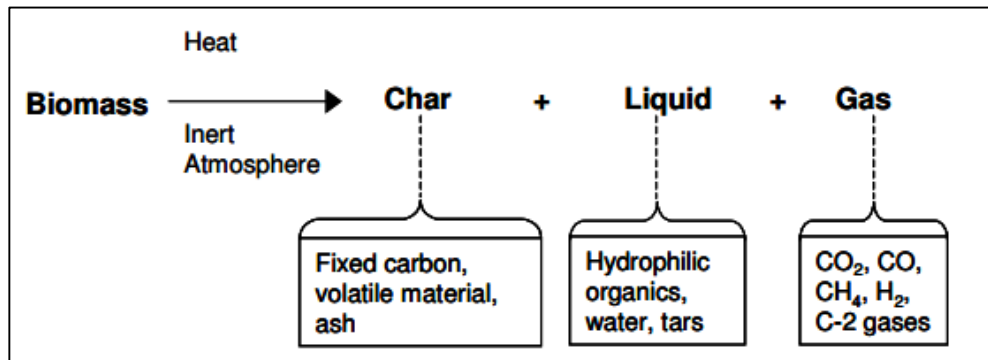 Heat
Biomass Char + Liquid + Gas
Inert
Atmosphere
Fixed carbon,
volatile material,
ash
Hydrophilic
organics,
water, tars
CO₂, CO,
CH₄, H₂,
C-2 gases